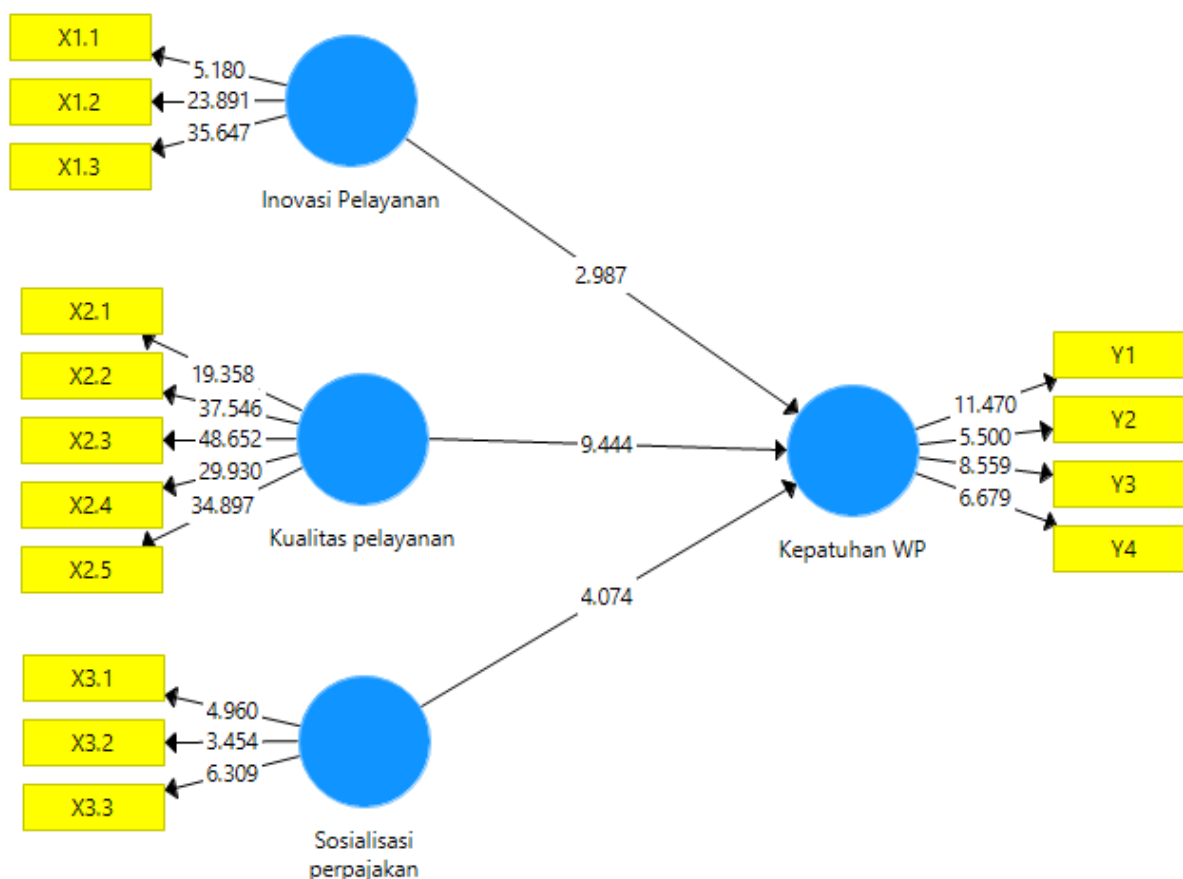 X1.1
5.180
X1.2
23.891
X1.3
35.647
Inovasi Pelayanan
2.987
X2.1
19.358
X2.2
37.546
X2.3
48.652
X2.4
29.930
X2.5
34.897
Kualitas pelayanan
9.444
Kepatuhan WP
Y1
11.470
Y2
5.500
Y3
8.559
Y4
6.679
4.074
X3.1
4.960
X3.2
3.454
X3.3
6.309
Sosialisasi
perpajakan